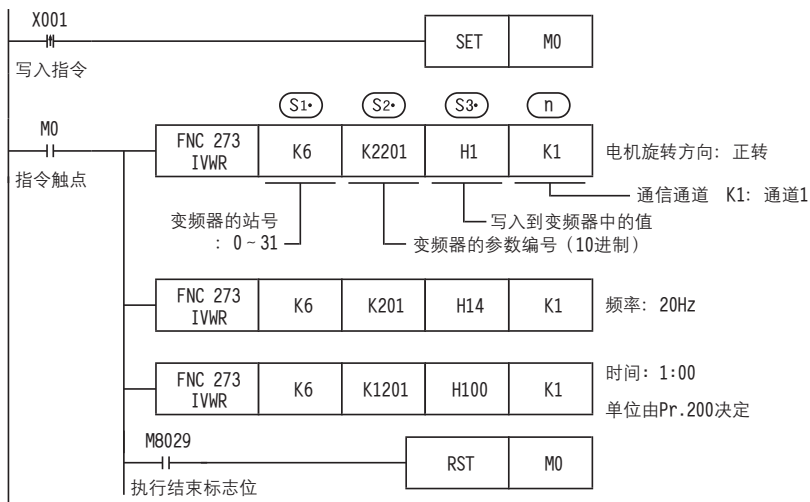 X001
SET M0
写入指令
S1• S2• S3• n
M0
FNC 273 IVWR K6 K2201 H1 K1 电机旋转方向: 正转
指令触点
通信通道 K1: 通道1
变频器的站号
: 0~31
写入到变频器中的值
变频器的参数编号（10进制）
FNC 273 IVWR K6 K201 H14 K1 频率: 20Hz
FNC 273 IVWR K6 K1201 H100 K1 时间: 1:00
单位由Pr.200决定
M8029
RST M0
执行结束标志位